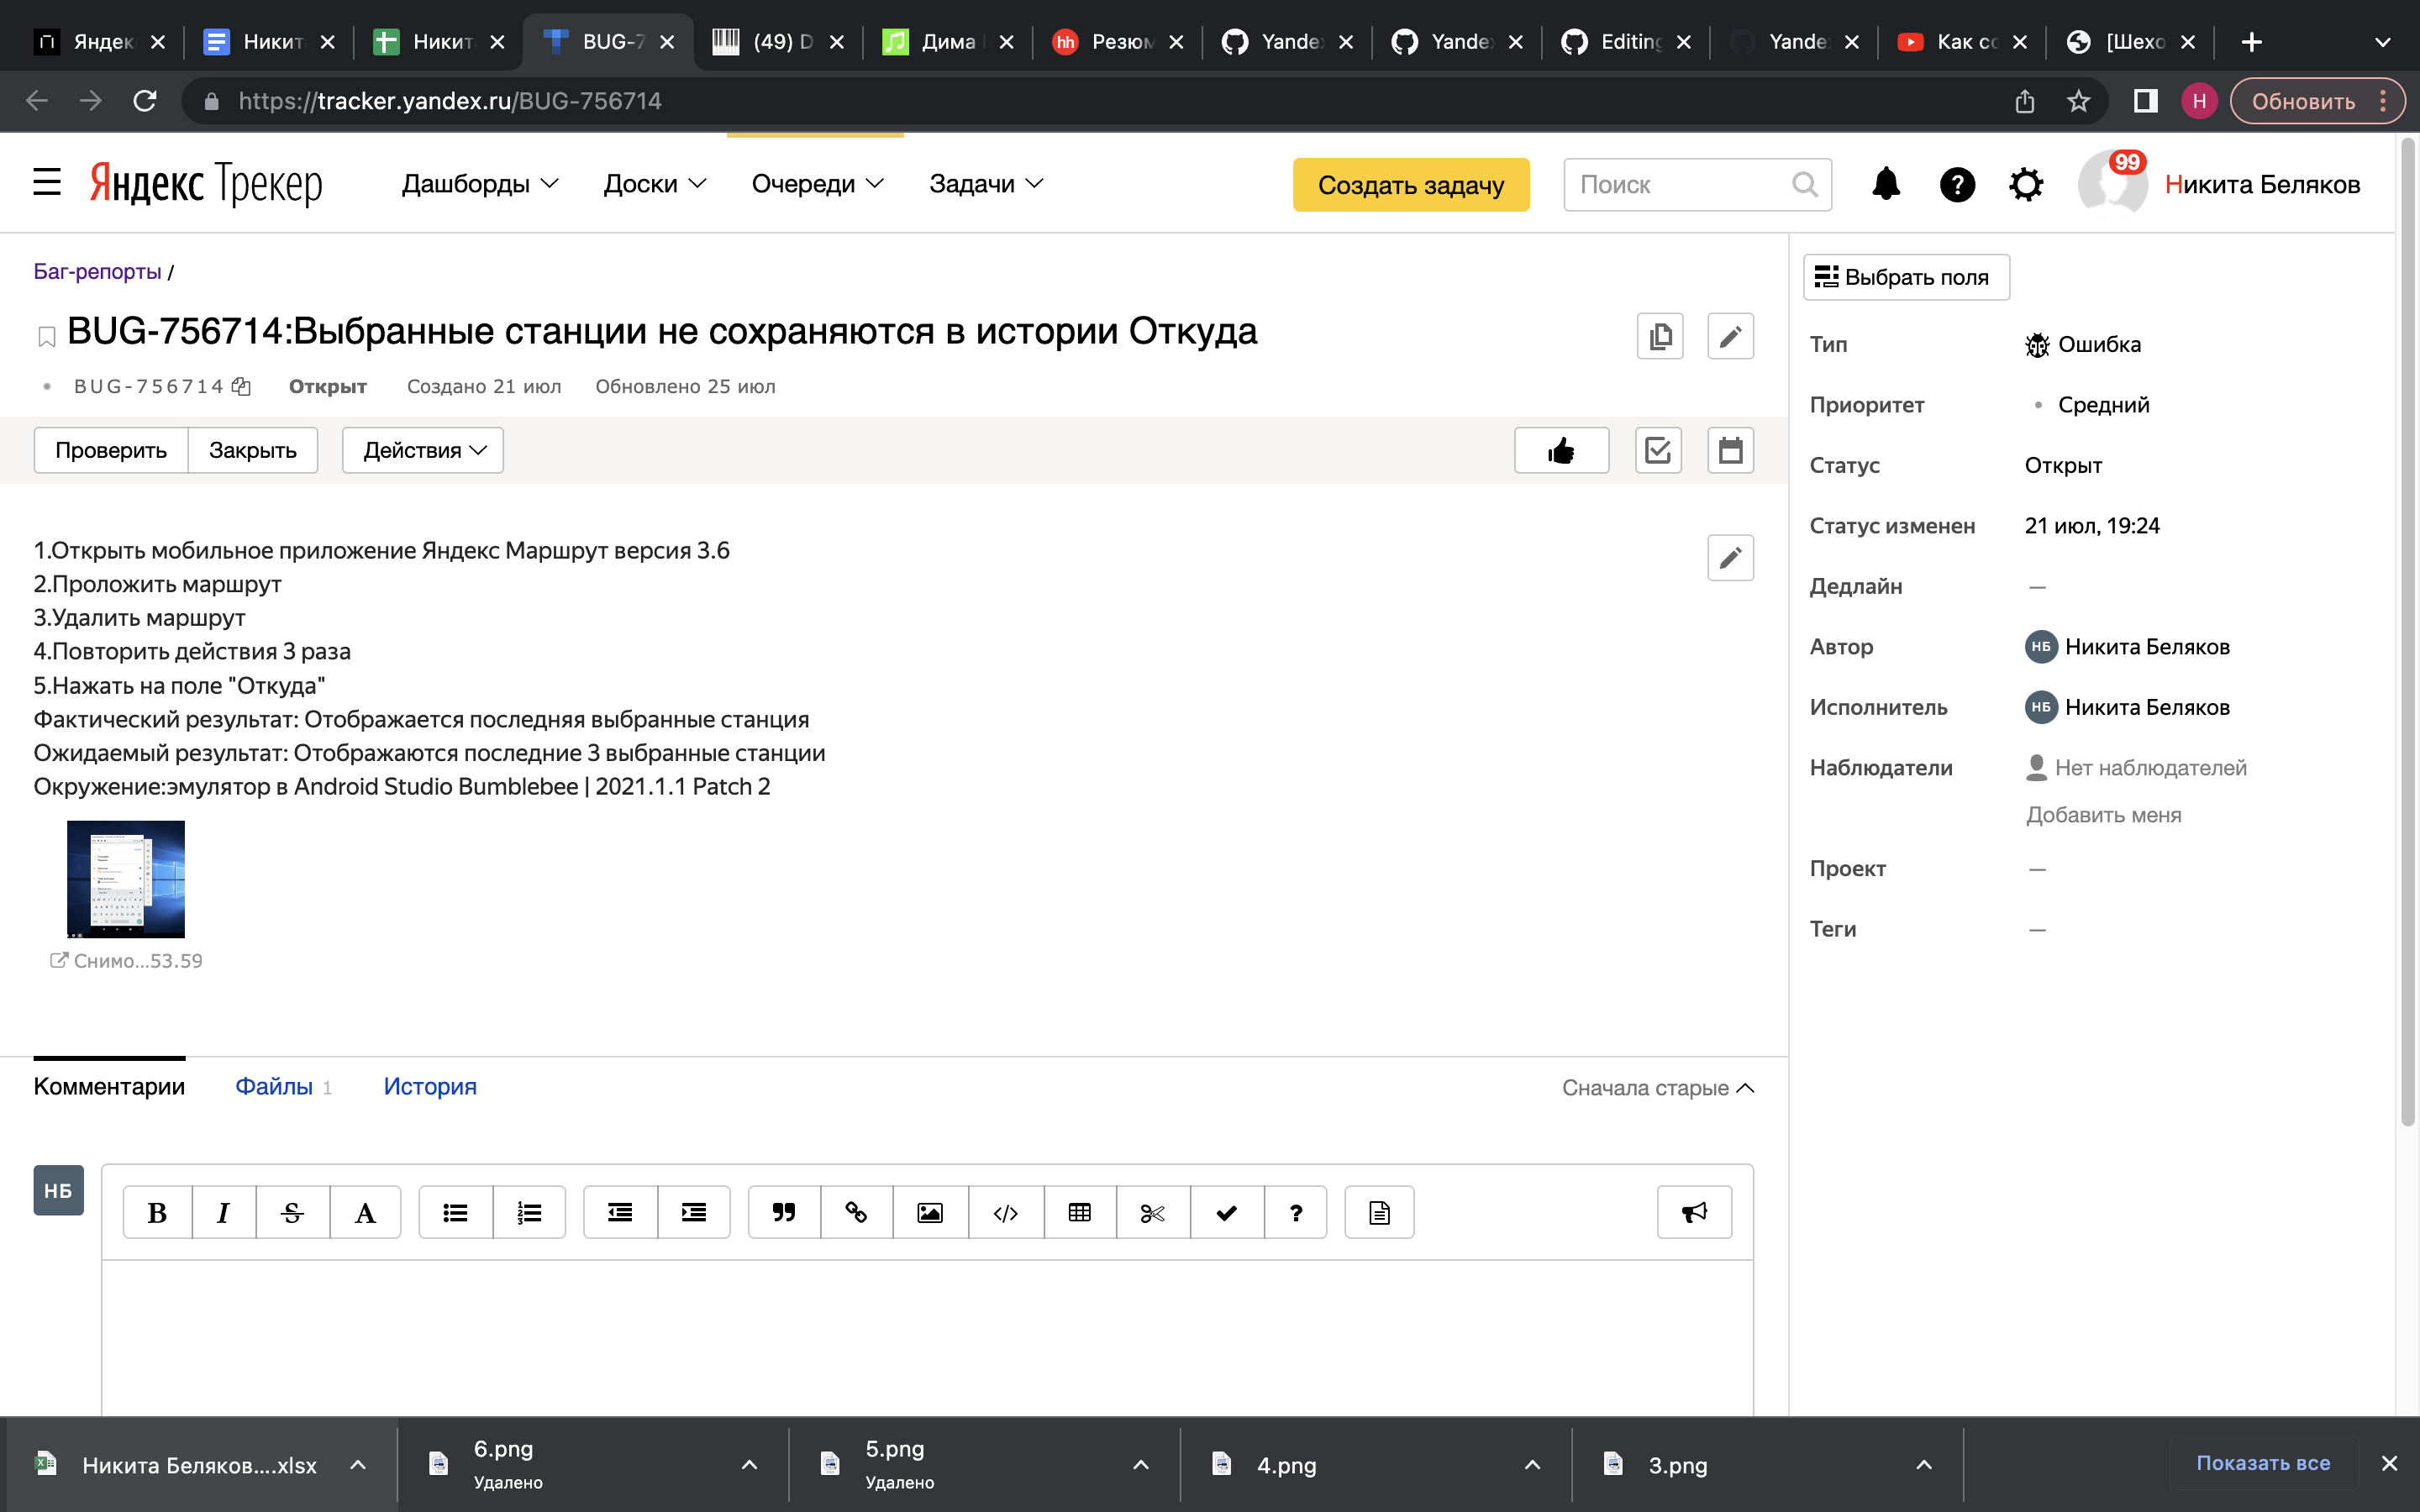 Яндек
Никит
Никит
BUG-7
(49) D
Дима
hh
Резюм
Yande
Yande
Editing
Yande
Как сс
[Шехо
https://tracker.yandex.ru/BUG-756714
Н
Обновить
Яндекс Трекер
Дашборды
Доски
Очереди
Задачи
Создать задачу
Поиск
?
99
Никита Беляков
Баг-репорты /
BUG-756714:Выбранные станции не сохраняются в истории Откуда
BUG-756714
Открыт
Создано 21 июл
Обновлено 25 июл
Проверить
Закрыть
Действия
1.Открыть мобильное приложение Яндекс Маршрут версия 3.6
2.Проложить маршрут
3.Удалить маршрут
4.Повторить действия 3 раза
5.Нажать на поле "Откуда"
Фактический результат: Отображается последняя выбранные станция
Ожидаемый результат: Отображаются последние 3 выбранные станции
Окружение:эмулятор в Android Studio Bumblebee | 2021.1.1 Patch 2
Снимо...53.59
Выбрать поля
Тип
Ошибка
Приоритет
Средний
Статус
Открыт
Статус изменен
21 июл, 19:24
Дедлайн
—
Автор
НБ Никита Беляков
Исполнитель
НБ Никита Беляков
Наблюдатели
Нет наблюдателей
Добавить меня
Проект
—
Теги
—
Комментарии
Файлы 1
История
Сначала старые
НБ
B I S A
?
Никита Беляков....xlsx
6.png
Удалено
5.png
Удалено
4.png
3.png
Показать все